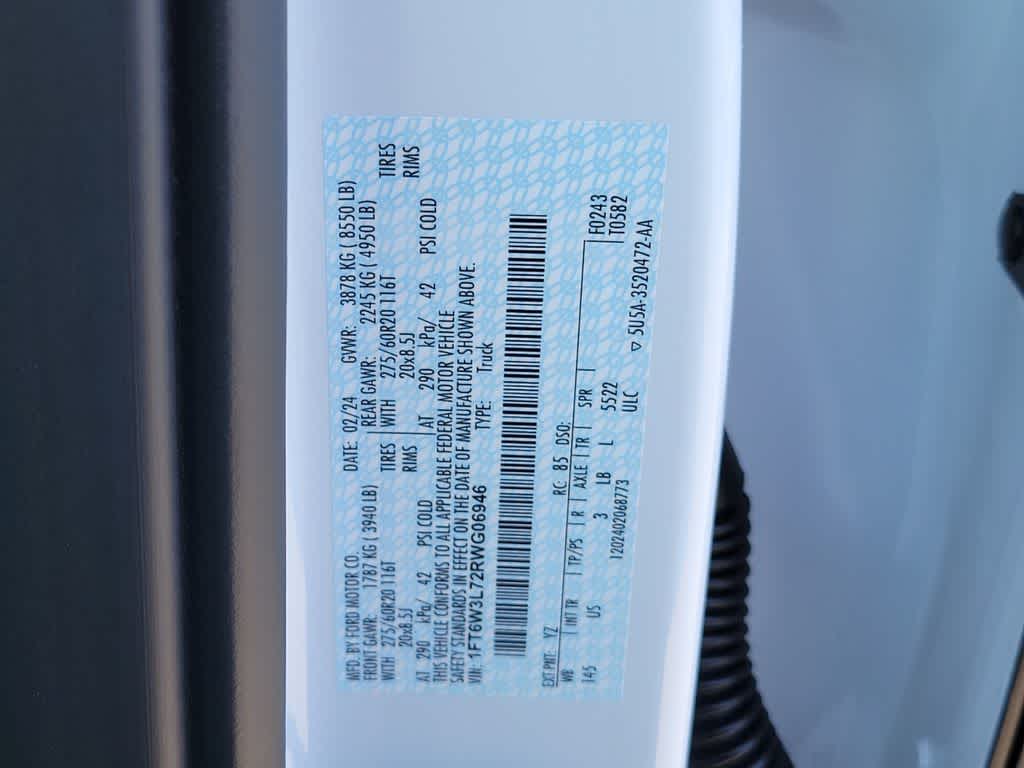 MFD. BY FORD MOTOR CO. DATE: 02/24 GVWR: 3878 KG ( 8550 LB)
FRONT GAWR: 1787 KG ( 3940 LB) REAR GAWR: 2245 KG ( 4950 LB)
WITH 275/60R20 116T TIRES WITH 275/60R20 116T TIRES
20x8.5J RIMS 20x8.5J RIMS
AT 290 kPa/ 42 PSI COLD AT 290 kPa/ 42 PSI COLD
THIS VEHICLE CONFORMS TO ALL APPLICABLE FEDERAL MOTOR VEHICLE
SAFETY STANDARDS IN EFFECT ON THE DATE OF MANUFACTURE SHOWN ABOVE.
VIN: 1FT6W3L72RWG06946 TYPE: Truck
EXT PNT: YZ RC: 85 DSO:
WB INT TR TP/PS R AXLE TR SPR F0243
145 US 3 LB L 5522 T0582
1202402068773 ULC
▽ 5U5A-3520472-AA